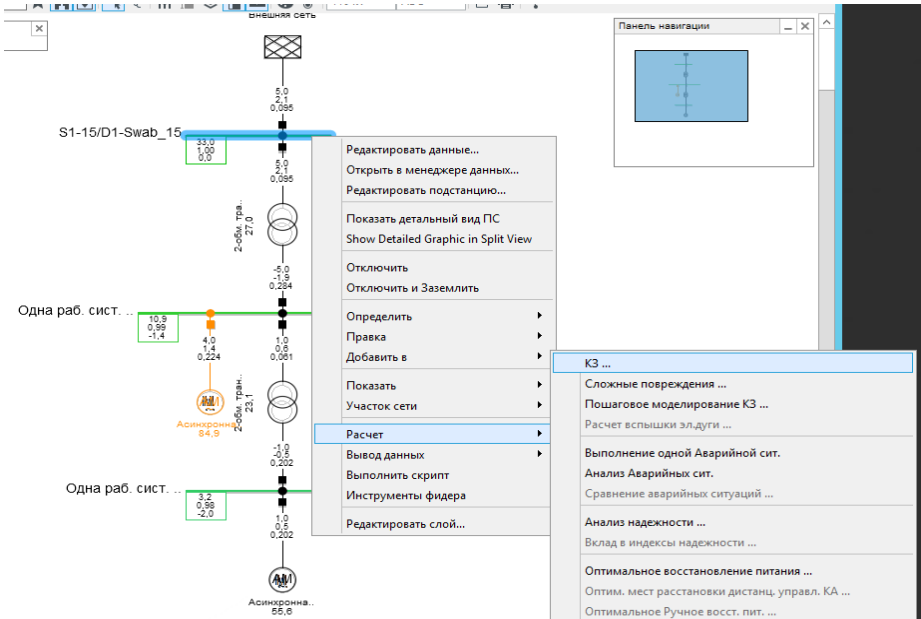 Внешняя сеть
Панель навигации
5,0
2,1
0,095
S1-15/D1-Swab_15
33,0
1,00
0,0
5,0
2,1
0,095
2-обм. тра..
27,0
-5,0
-1,9
0,284
Одна раб. сист. ..
10,9
0,99
-1,4
4,0
1,4
0,224
1,0
0,6
0,061
Асинхронна..
84,9
2-обм. тран..
23,1
-1,0
-0,5
0,202
Одна раб. сист. ..
3,2
0,98
-2,0
1,0
0,5
0,202
Асинхронна..
55,6
Редактировать данные...
Открыть в менеджере данных...
Редактировать подстанцию...
Показать детальный вид ПС
Show Detailed Graphic in Split View
Отключить
Отключить и Заземлить
Определить
Правка
Добавить в
Показать
Участок сети
Расчет
Вывод данных
Выполнить скрипт
Инструменты фидера
Редактировать слой...
КЗ ...
Сложные повреждения ...
Пошаговое моделирование КЗ ...
Расчет вспышки эл.дуги ...
Выполнение одной Аварийной сит.
Анализ Аварийных сит.
Сравнение аварийных ситуаций ...
Анализ надежности ...
Вклад в индексы надежности ...
Оптимальное восстановление питания ...
Оптим. мест расстановки дистанц. управл. КА ...
Оптимальное Ручное восст. пит. ...